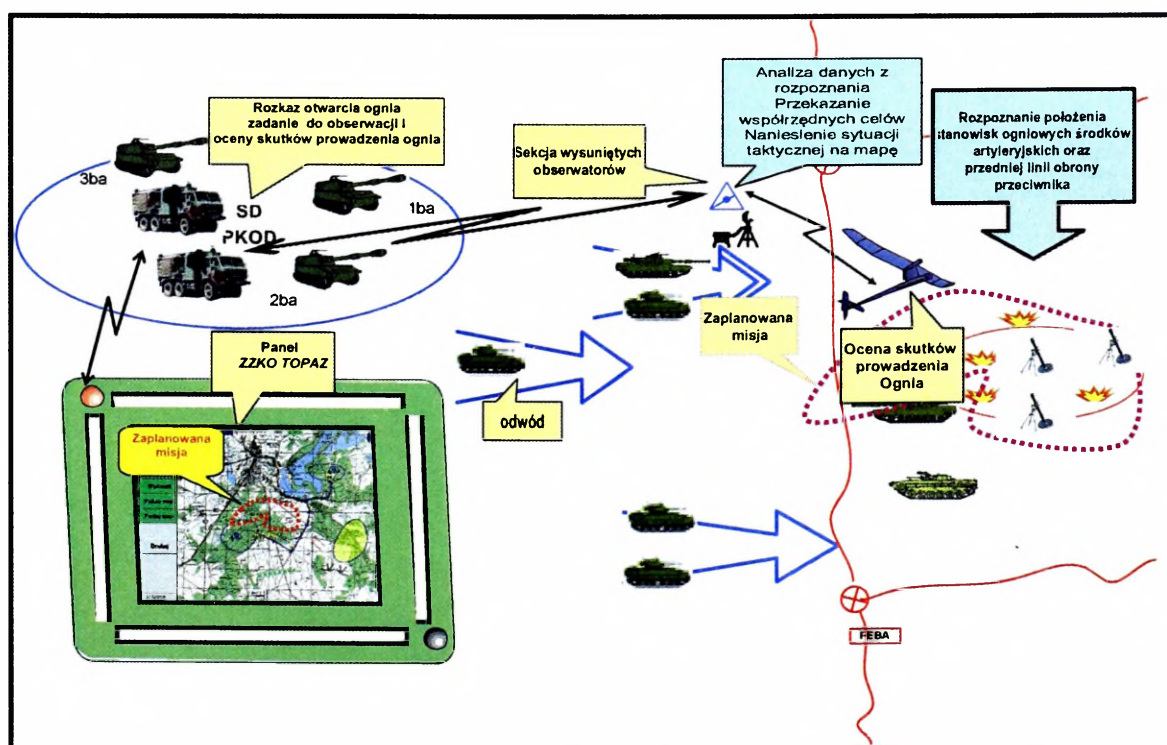 Rozkaz otwarcia ognia
zadanie do obserwacji i
oceny skutków prowadzenia ognia
3ba
1ba
SD
PKOD
2ba
Sekcja wysuniętych
obserwatorów
Analiza danych z
rozpoznania
Przekazanie
współrzędnych celów
Naniesienie sytuacji
taktycznej na mapę
Rozpoznanie położenia
stanowisk ogniowych środków
artyleryjskich oraz
przedniej linii obrony
przeciwnika
Zaplanowana
misja
Ocena skutków
prowadzenia
Ognia
odwód
Panel
ZZKO TOPAZ
Zaplanowana
misja
FEBA